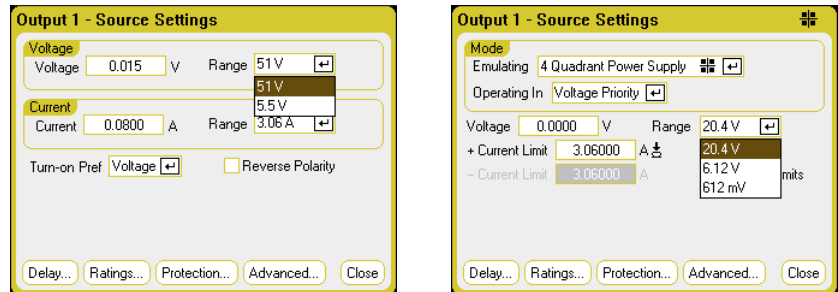 Output 1 - Source Settings
Voltage
Voltage 0.015 V Range 51 V
51 V
5.5 V
Current
Current 0.0800 A Range 3.06 A
Turn-on Pref Voltage Reverse Polarity
Delay... Ratings... Protection... Advanced... Close
Output 1 - Source Settings
Mode
Emulating 4 Quadrant Power Supply
Operating In Voltage Priority
Voltage 0.0000 V Range 20.4 V
+ Current Limit 3.06000 A 20.4 V
- Current Limit 3.06000 A 6.12 V mits
612 mV
Delay... Ratings... Protection... Advanced... Close